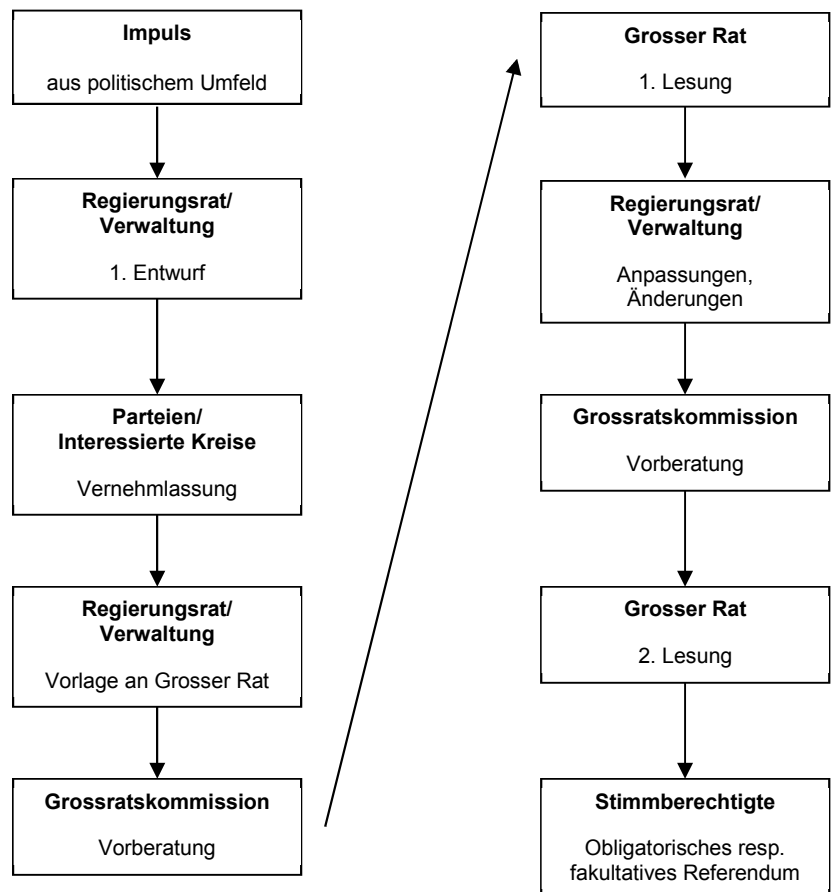 Impuls
aus politischem Umfeld
Regierungsrat/
Verwaltung
1. Entwurf
Parteien/
Interessierte Kreise
Vernehmlassung
Regierungsrat/
Verwaltung
Vorlage an Grosser Rat
Grossratskommission
Vorberatung
Grosser Rat
1. Lesung
Regierungsrat/
Verwaltung
Anpassungen,
Änderungen
Grossratskommission
Vorberatung
Grosser Rat
2. Lesung
Stimmberechtigte
Obligatorisches resp.
fakultatives Referendum